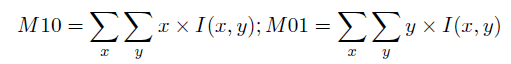 M10 = ∑x ∑y x × I(x, y); M01 = ∑x ∑y y × I(x, y)